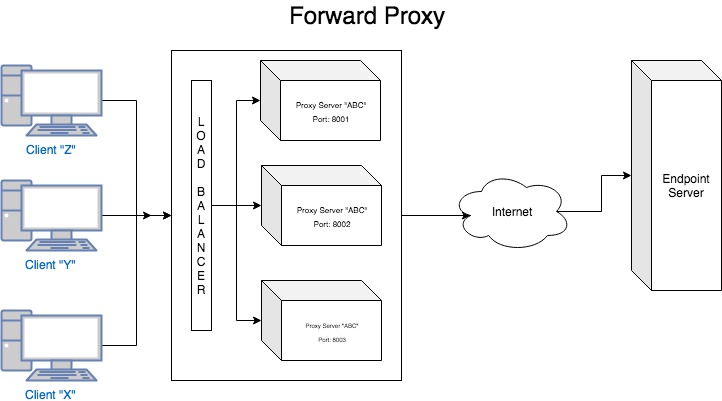 Forward Proxy
Client "Z"
Client "Y"
Client "X"
LOAD BALANCER
Proxy Server "ABC"
Port: 8001
Proxy Server "ABC"
Port: 8002
Proxy Server "ABC"
Port: 8003
Internet
Endpoint
Server